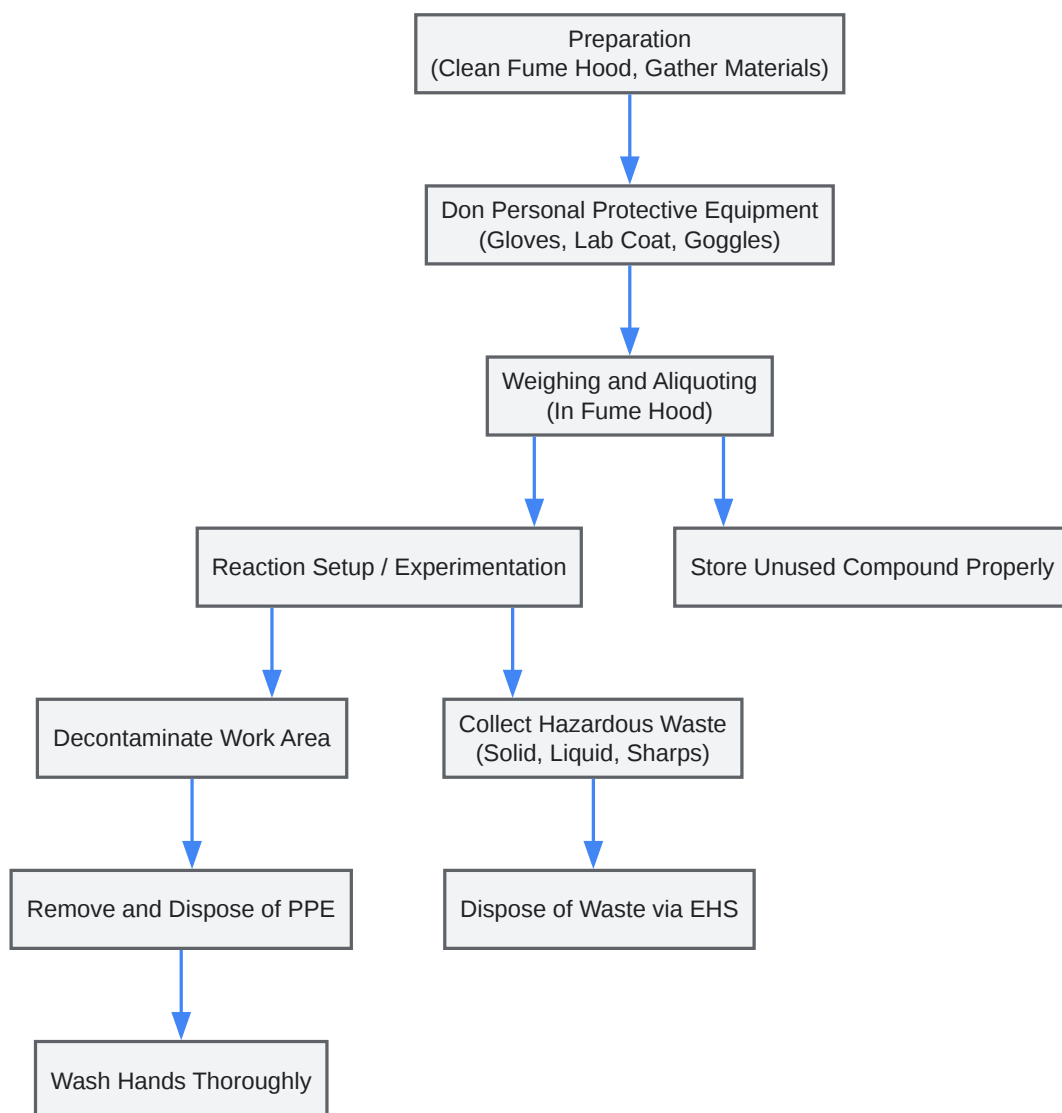 Preparation
(Clean Fume Hood, Gather Materials)
Don Personal Protective Equipment
(Gloves, Lab Coat, Goggles)
Weighing and Aliquoting
(In Fume Hood)
Reaction Setup / Experimentation
Store Unused Compound Properly
Decontaminate Work Area
Collect Hazardous Waste
(Solid, Liquid, Sharps)
Remove and Dispose of PPE
Dispose of Waste via EHS
Wash Hands Thoroughly